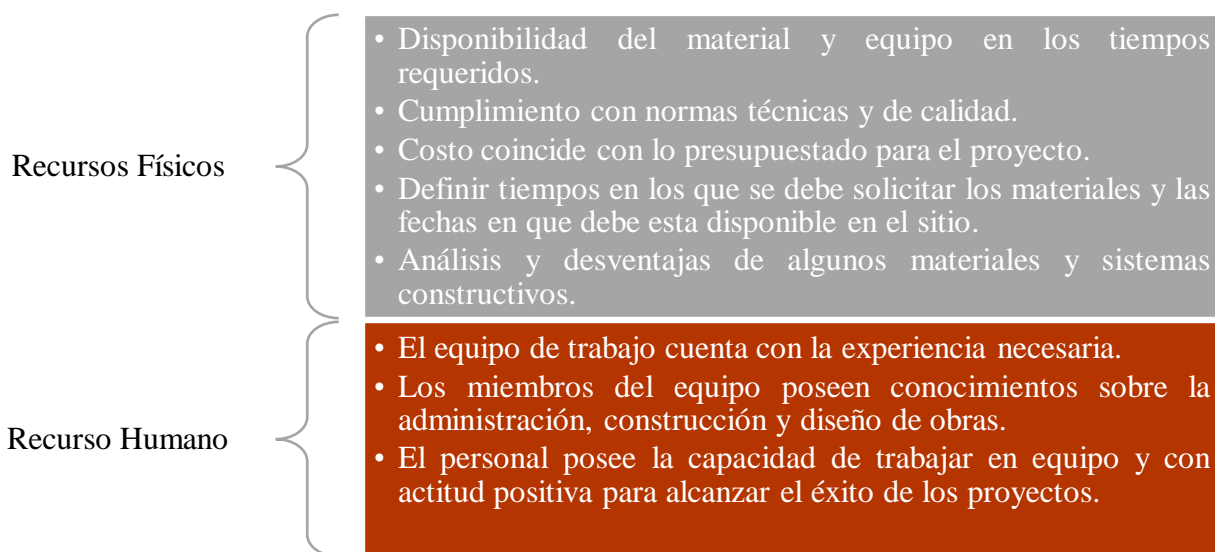 Recursos Físicos
• Disponibilidad del material y equipo en los tiempos
requeridos.
• Cumplimiento con normas técnicas y de calidad.
• Costo coincide con lo presupuestado para el proyecto.
• Definir tiempos en los que se debe solicitar los materiales y las
fechas en que debe esta disponible en el sitio.
• Análisis y desventajas de algunos materiales y sistemas
constructivos.
Recurso Humano
• El equipo de trabajo cuenta con la experiencia necesaria.
• Los miembros del equipo poseen conocimientos sobre la
administración, construcción y diseño de obras.
• El personal posee la capacidad de trabajar en equipo y con
actitud positiva para alcanzar el éxito de los proyectos.